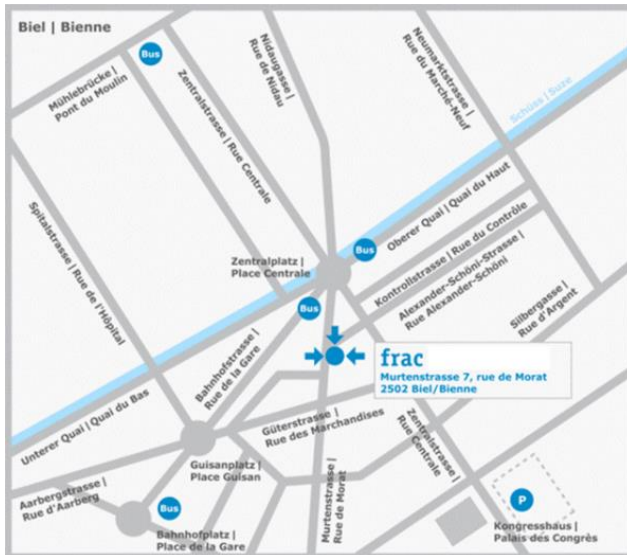 Biel | Bienne
Bus
Mühlebrücke |
Pont du Moulin
Zentralstrasse | Rue Centrale
Nidaugasse |
Rue de Nidau
Neumarktstrasse |
Rue du Marché-Neuf
Schüss | Suze
Spitalstrasse | Rue de l'Hôpital
Zentralplatz |
Place Centrale
Bus
Oberer Quai | Quai du Haut
Kontrollstrasse | Rue du Contrôle
Alexander-Schöni-Strasse |
Rue Alexander-Schöni
Silbergasse |
Rue d'Argent
Bus
Bahnhofstrasse |
Rue de la Gare
frac
Murtenstrasse 7, rue de Morat
2502 Biel/Bienne
Unterer Quai | Quai du Bas
Güterstrasse |
Rue des Marchandises
Zentralstrasse |
Rue Centrale
Guisanplatz |
Place Guisan
Murtenstrasse |
Rue de Morat
Aarbergstrasse |
Rue d'Aarberg
Bus
Bahnhofplatz |
Place de la Gare
P
Kongresshaus |
Palais des Congrès